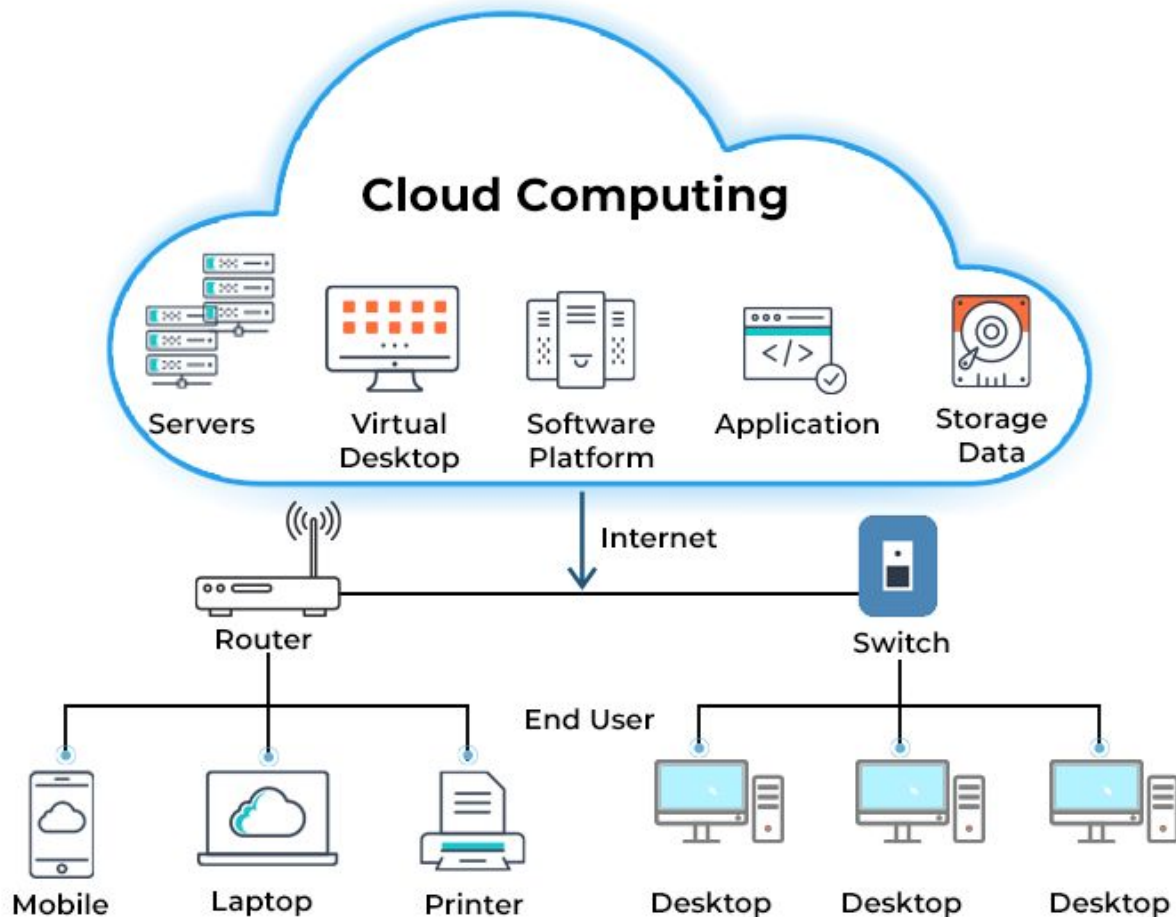 Cloud Computing
Servers
Virtual
Desktop
Software
Platform
Application
Storage
Data
Internet
Router
Switch
End User
Mobile
Laptop
Printer
Desktop
Desktop
Desktop